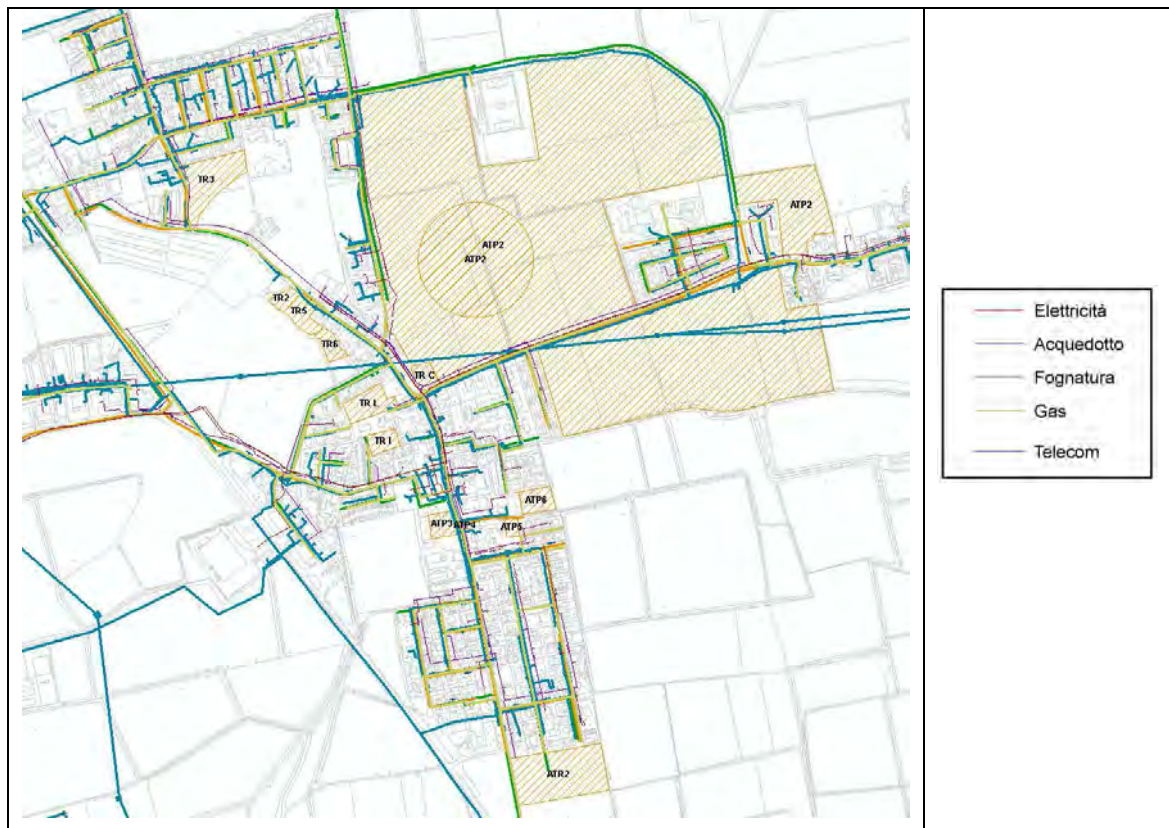 TR3
ATP2
ATP2
ATP2
TR2
TR5
TR6
TR C
TR L
TR I
ATP6
ATP3
ATP4
ATP5
ATR2
Elettricità
Acquedotto
Fognatura
Gas
Telecom